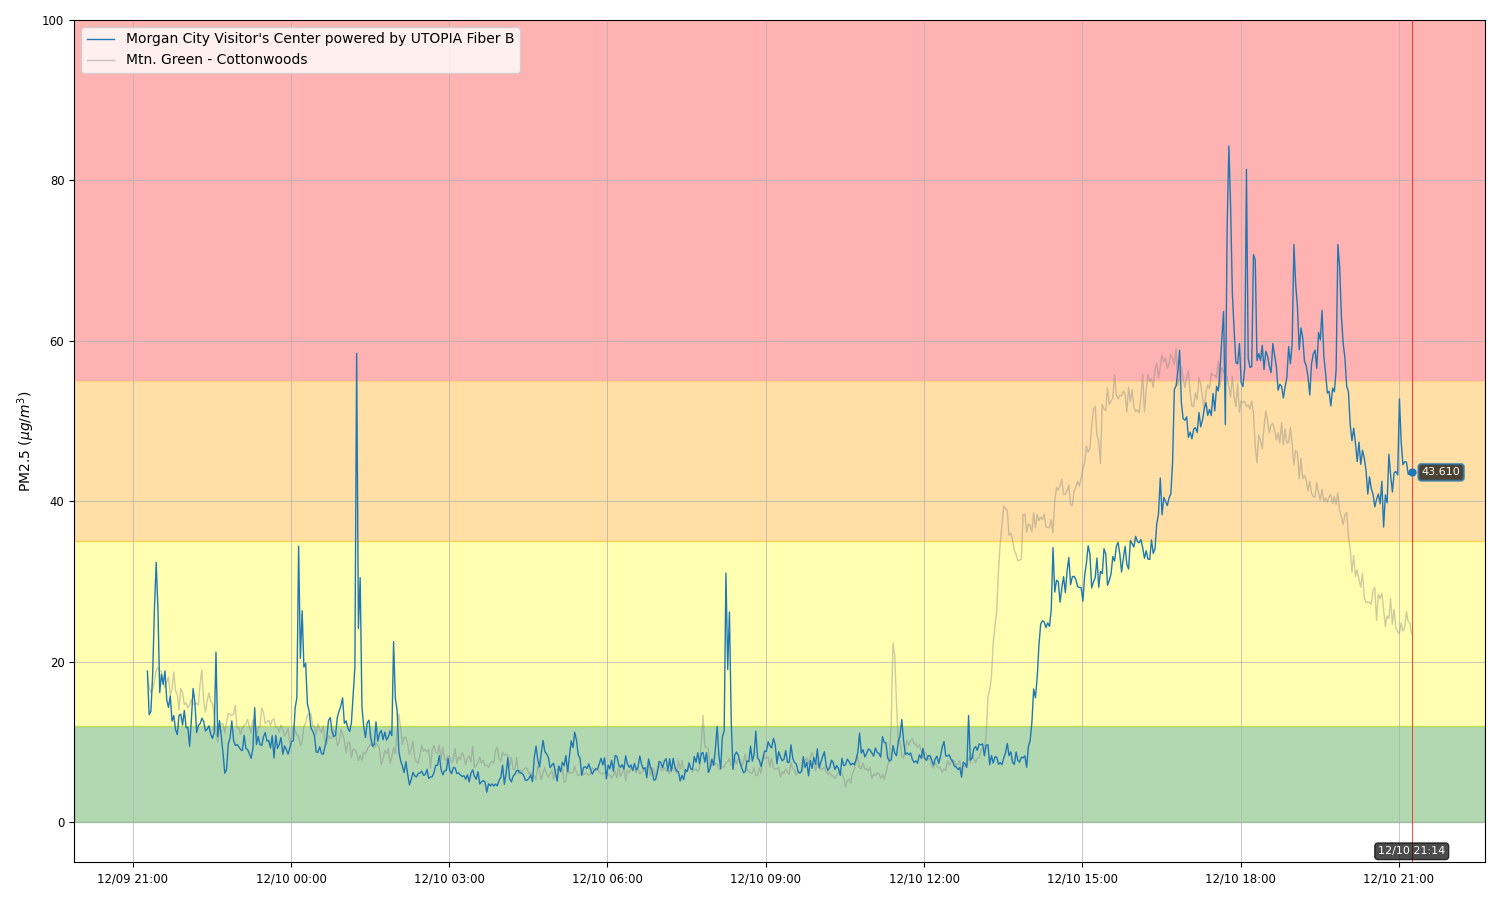 100
Morgan City Visitor's Center powered by UTOPIA Fiber B
Mtn. Green - Cottonwoods
80
60
PM2.5 (μg/m³)
43.610
40
20
0
12/10 21:14
12/09 21:00 12/10 00:00 12/10 03:00 12/10 06:00 12/10 09:00 12/10 12:00 12/10 15:00 12/10 18:00 12/10 21:00